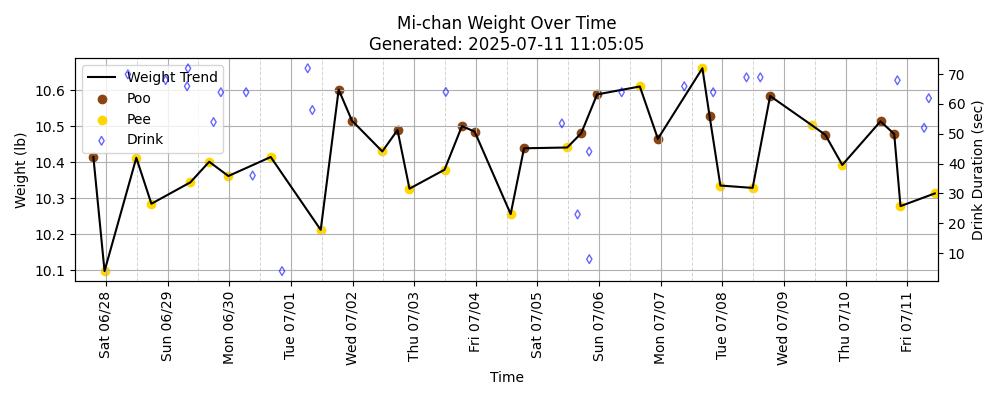 Mi-chan Weight Over Time
Generated: 2025-07-11 11:05:05
Weight Trend
Poo
Pee
Drink
Weight (lb)
10.6
10.5
10.4
10.3
10.2
10.1
70
60
50
40
30
20
10
Drink Duration (sec)
Sat 06/28
Sun 06/29
Mon 06/30
Tue 07/01
Wed 07/02
Thu 07/03
Fri 07/04
Sat 07/05
Sun 07/06
Mon 07/07
Tue 07/08
Wed 07/09
Thu 07/10
Fri 07/11
Time